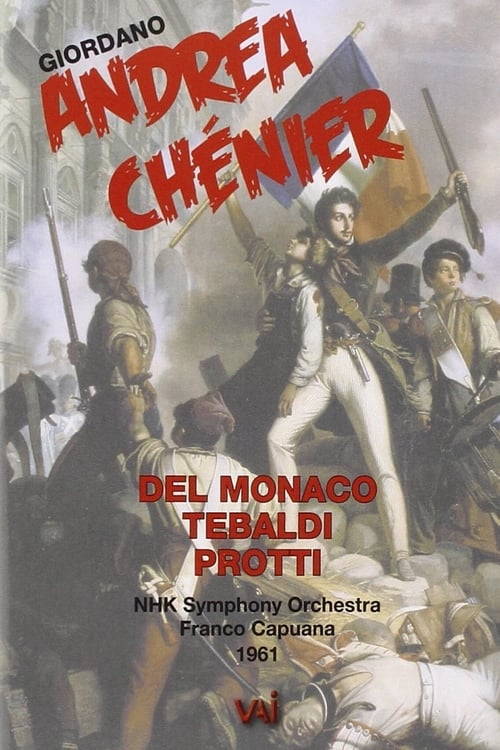 GIORDANO
ANDREA
CHÉNIER
DEL MONACO
TEBALDI
PROTTI
NHK Symphony Orchestra
Franco Capuana
1961
VAI